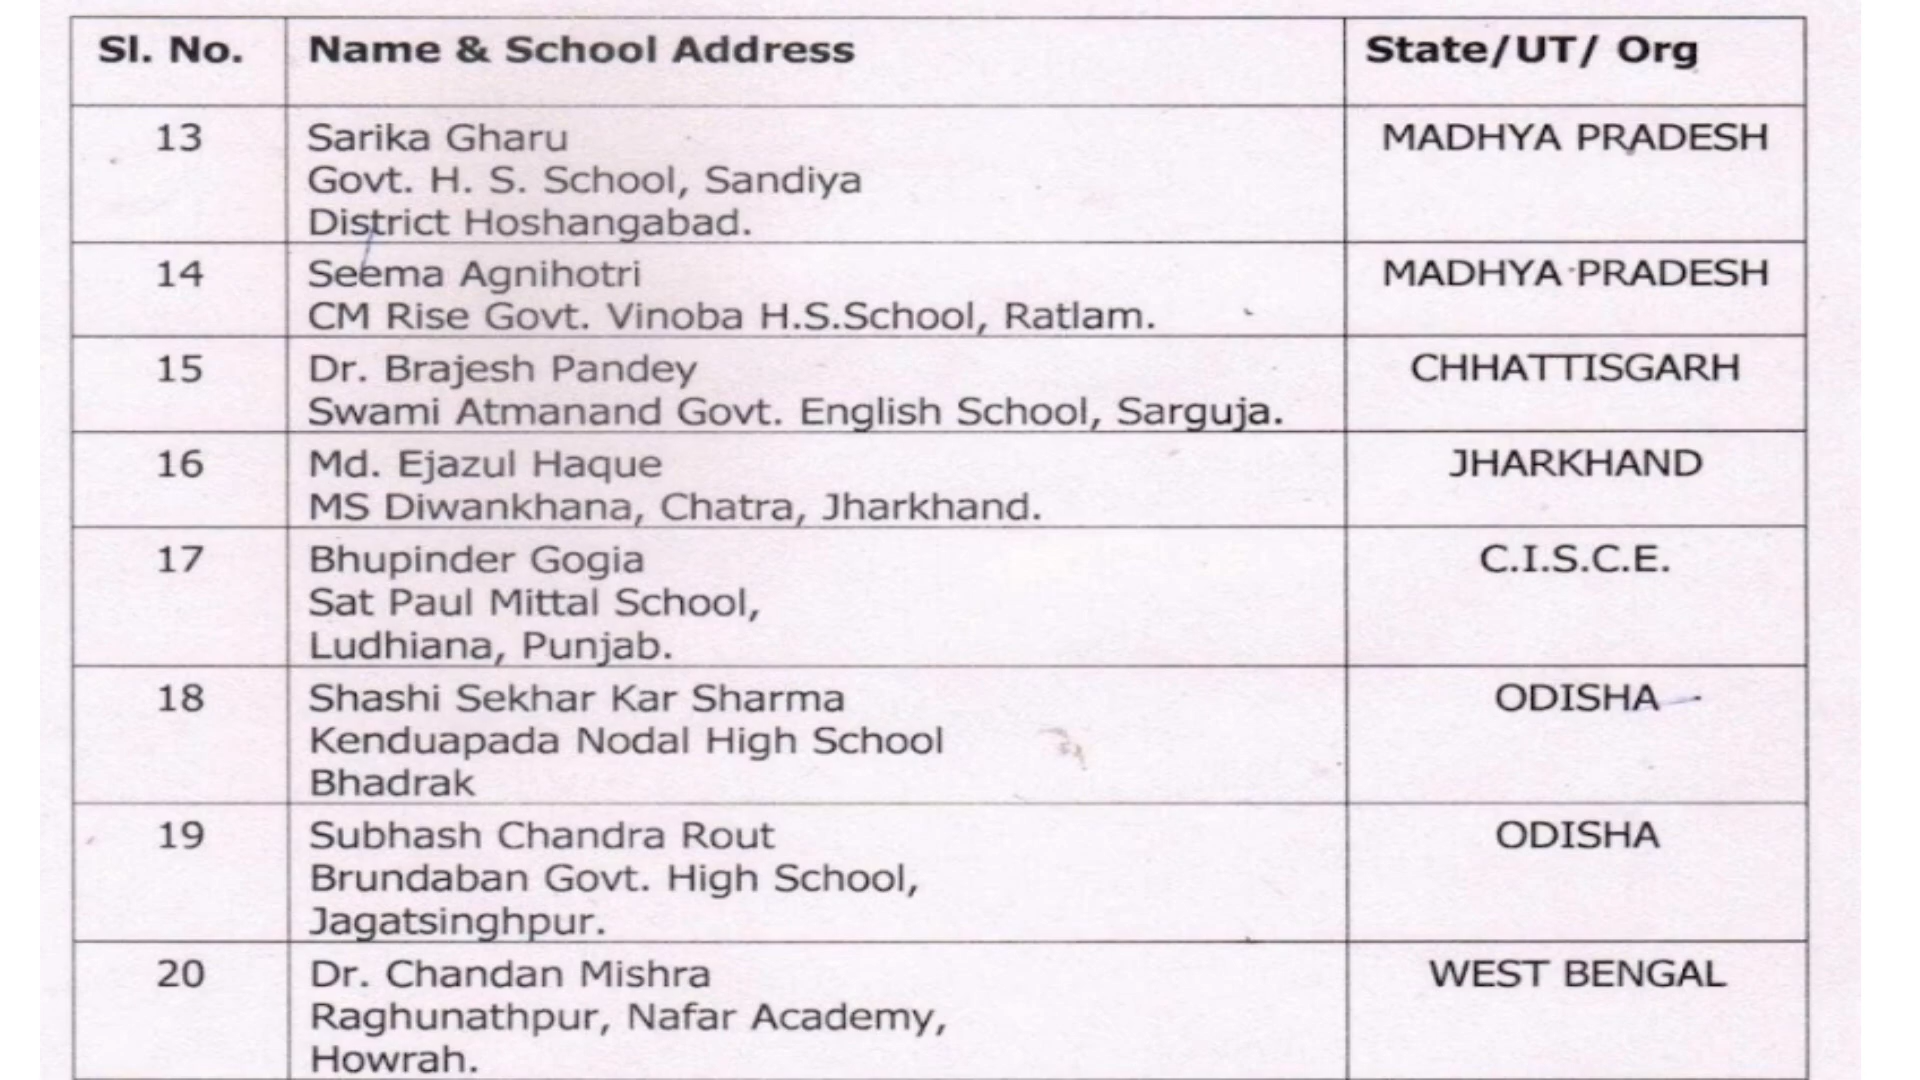 Sl. No. Name & School Address State/UT/ Org
13 Sarika Gharu MADHYA PRADESH
Govt. H. S. School, Sandiya
District Hoshangabad.
14 Seema Agnihotri MADHYA PRADESH
CM Rise Govt. Vinoba H.S.School, Ratlam.
15 Dr. Brajesh Pandey CHHATTISGARH
Swami Atmanand Govt. English School, Sarguja.
16 Md. Ejazul Haque JHARKHAND
MS Diwankhana, Chatra, Jharkhand.
17 Bhupinder Gogia C.I.S.C.E.
Sat Paul Mittal School,
Ludhiana, Punjab.
18 Shashi Sekhar Kar Sharma ODISHA
Kenduapada Nodal High School
Bhadrak
19 Subhash Chandra Rout ODISHA
Brundaban Govt. High School,
Jagatsinghpur.
20 Dr. Chandan Mishra WEST BENGAL
Raghunathpur, Nafar Academy,
Howrah.